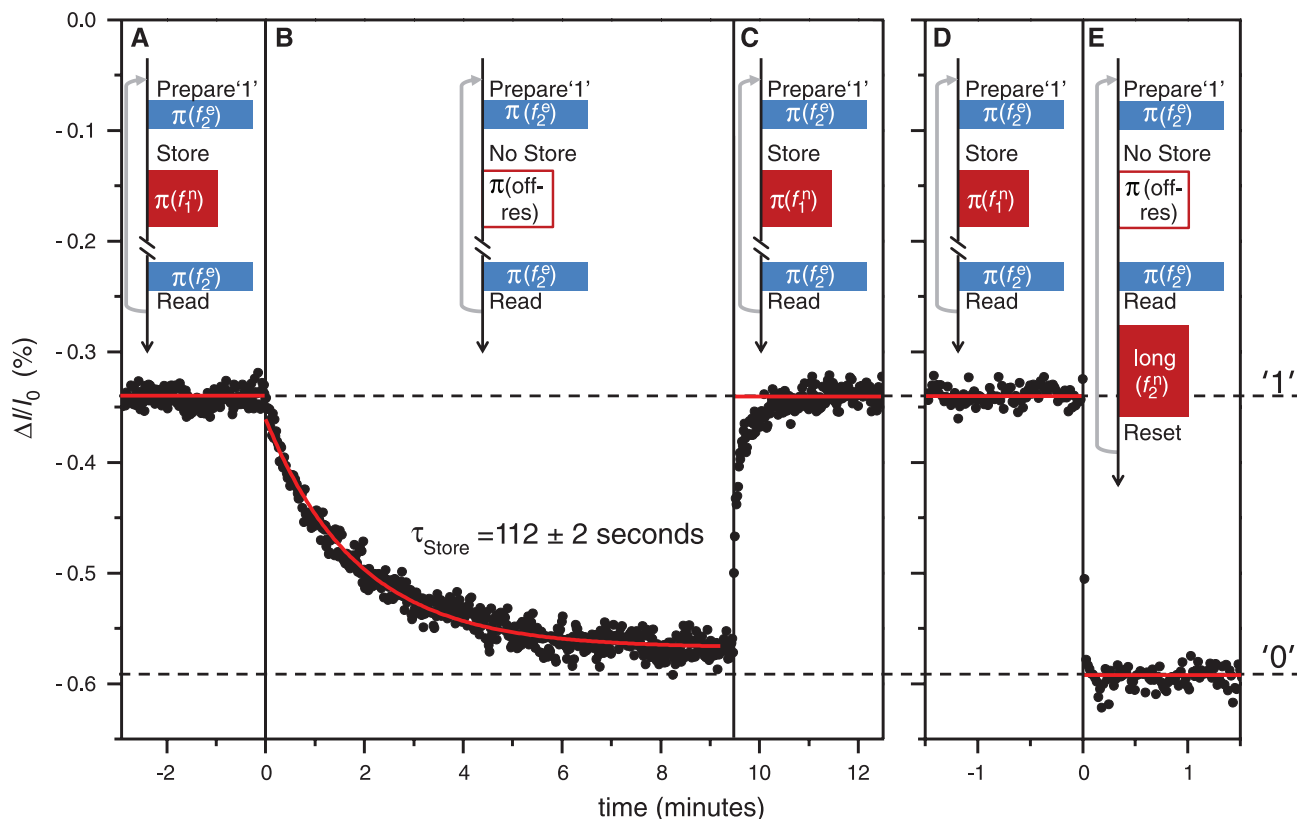 A
B
C
D
E
Prepare‘1’
π(f₂ᵉ)
Store
π(f₁ⁿ)
π(f₂ᵉ)
Read
Prepare‘1’
π(f₂ᵉ)
No Store
π(off-
res)
π(f₂ᵉ)
Read
Prepare‘1’
π(f₂ᵉ)
Store
π(f₁ⁿ)
π(f₂ᵉ)
Read
Prepare‘1’
π(f₂ᵉ)
Store
π(f₁ⁿ)
π(f₂ᵉ)
Read
Prepare‘1’
π(f₂ᵉ)
No Store
π(off-
res)
π(f₂ᵉ)
Read
long
(f₂ⁿ)
Reset
τStore =112 ± 2 seconds
‘1’
‘0’
ΔI/I₀ (%)
0.0
-0.1
-0.2
-0.3
-0.4
-0.5
-0.6
-2 0 2 4 6 8 10 12
-1 0 1
time (minutes)